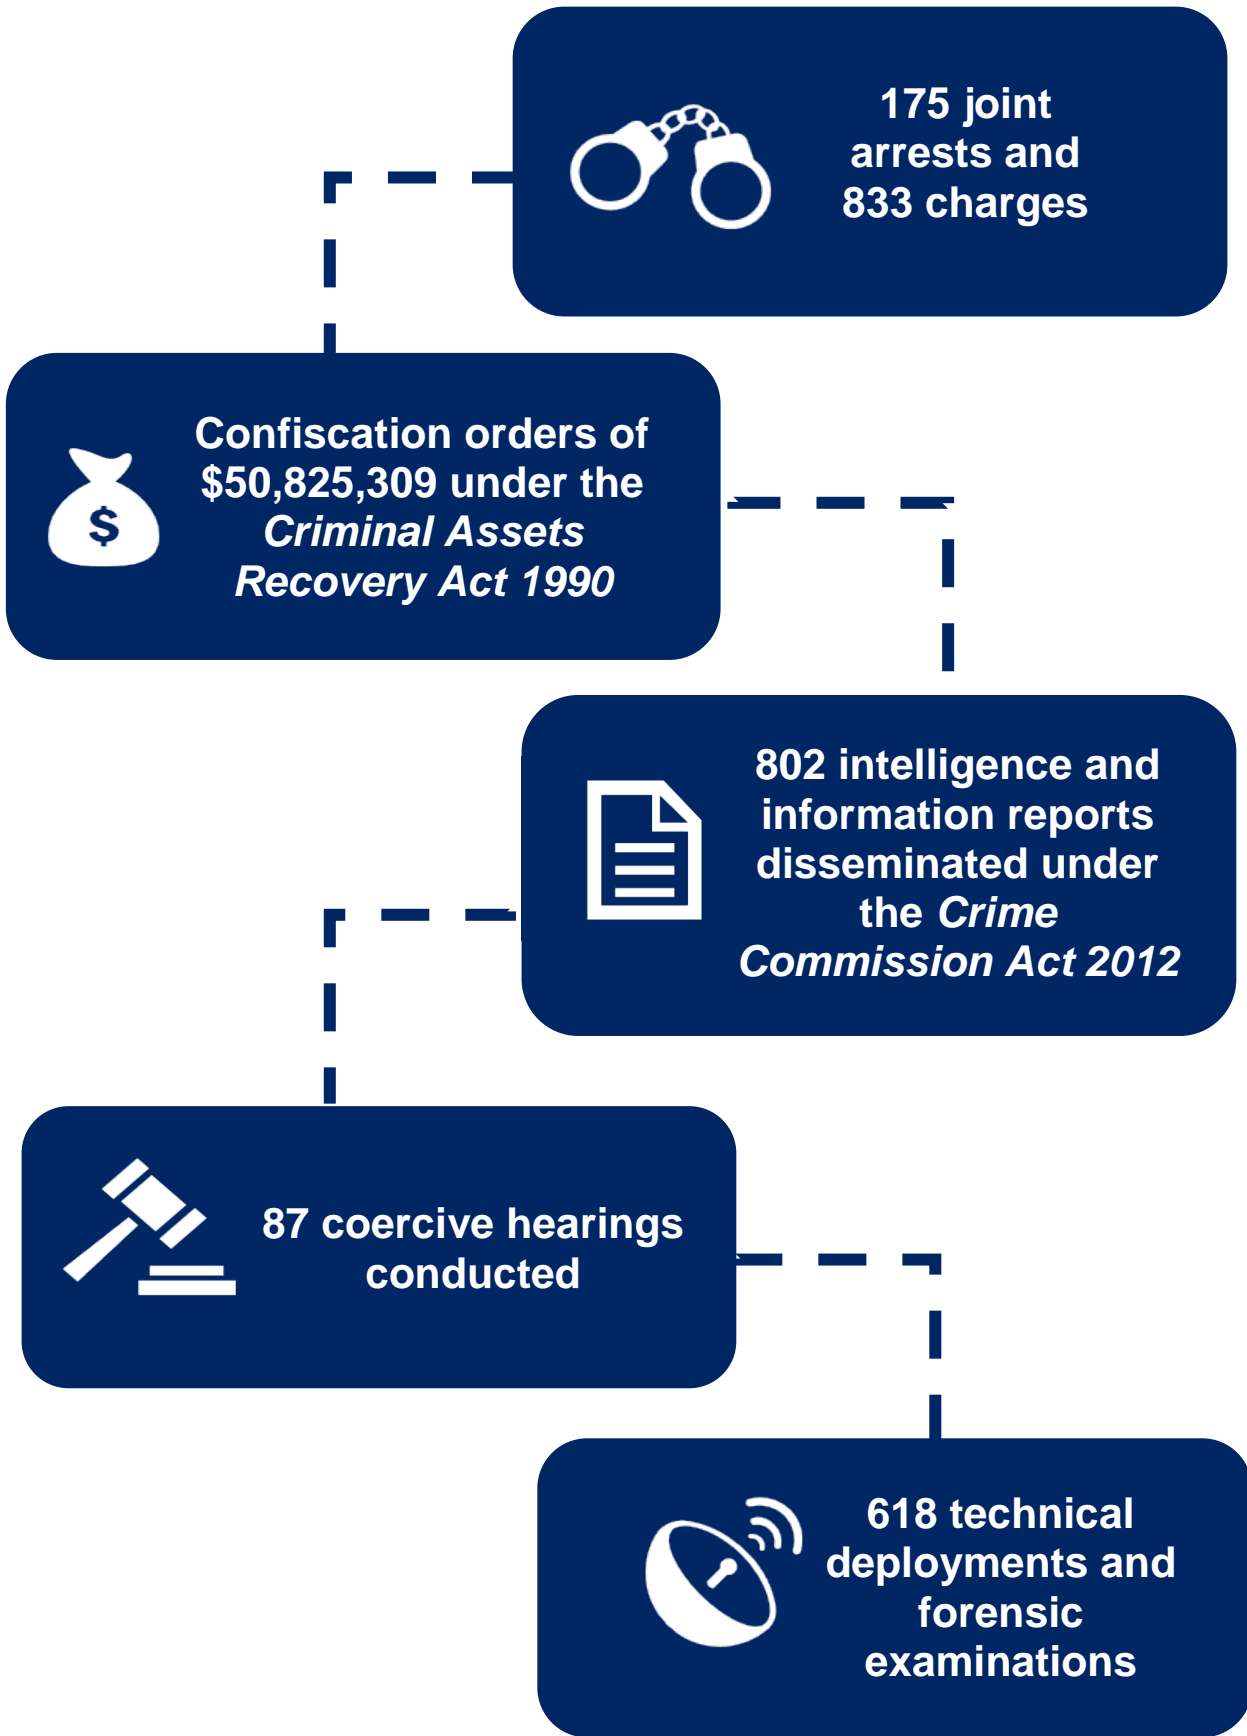 175 joint
arrests and
833 charges
Confiscation orders of
$50,825,309 under the
Criminal Assets
Recovery Act 1990
$
802 intelligence and
information reports
disseminated under
the Crime
Commission Act 2012
87 coercive hearings
conducted
618 technical
deployments and
forensic
examinations